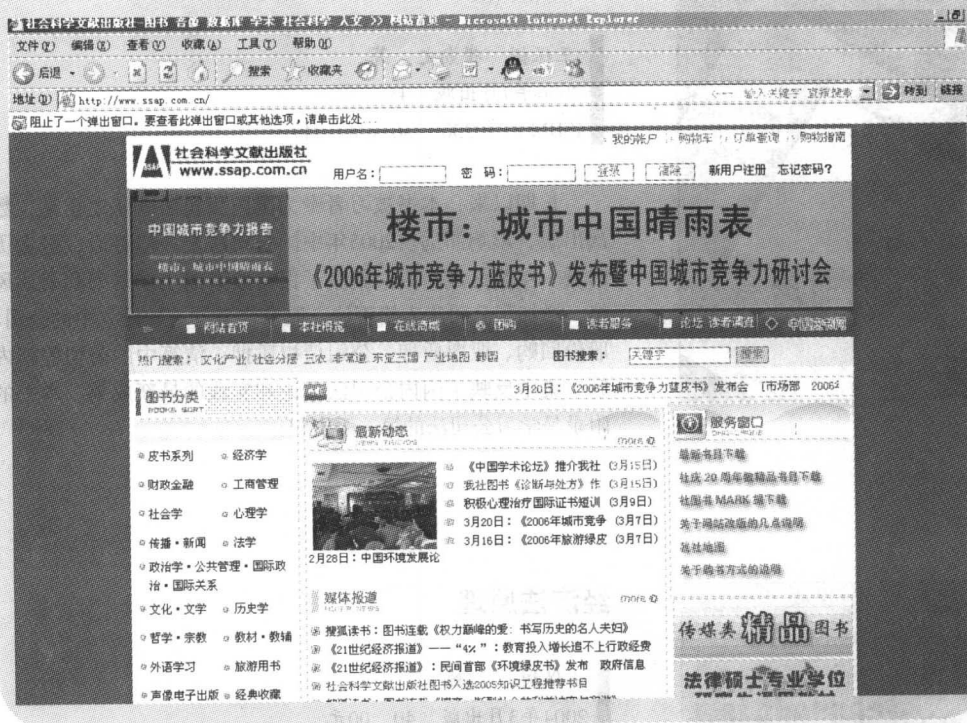 社会科学文献出版社 图书 音像 数据库 学术 社会科学 人文 >> 网站首页 - Microsoft Internet Explorer
文件(F) 编辑(E) 查看(V) 收藏(A) 工具(T) 帮助(H)
后退 搜索 收藏夹
地址(D) http://www.ssap.com.cn/ 转到 链接
阻止了一个弹出窗口。要查看此弹出窗口或其他选项，请单击此处...
我的帐户 购物车 订单查询 购物指南
社会科学文献出版社
www.ssap.com.cn 用户名： 密 码： 登录 清除 新用户注册 忘记密码?
中国城市竞争力报告
楼市：城市中国晴雨表
楼市：城市中国晴雨表
《2006年城市竞争力蓝皮书》发布暨中国城市竞争力研讨会
网站首页 本社概览 在线商城 团购 读者服务 论坛 读者调查
热门搜索： 文化产业 社会分层 三农 非常道 东亚三国 产业地图 韩国 图书搜索： 关键字 搜索
图书分类
BOOKS SORT
3月20日：《2006年城市竞争力蓝皮书》发布会 [市场部 2006
最新动态
more
服务窗口
皮书系列 经济学
财政金融 工商管理
社会学 心理学
传播·新闻 法学
政治学·公共管理·国际政
治·国际关系
文化·文学 历史学
哲学·宗教 教材·教辅
外语学习 旅游用书
声像电子出版 经典收藏
2月28日：中国环境发展论
《中国学术论坛》推介我社 (3月15日)
我社图书《诊断与处方》作 (3月15日)
积极心理治疗国际证书短训 (3月9日)
3月20日：《2006年城市竞争 (3月7日)
3月16日：《2006年旅游绿皮 (3月7日)
媒体报道
more
搜狐读书：图书连载《权力巅峰的爱：书写历史的名人夫妇》
《21世纪经济报道》——“4%”：教育投入增长追不上行政经费
《21世纪经济报道》：民间首部《环境绿皮书》发布 政府信息
社会科学文献出版社图书入选2005知识工程推荐书目
最新书目下载
社庆20周年献精品书目下载
社图书MARK编下载
关于网站改版的几点说明
我社地图
关于购书方式的说明
传媒类 精品 图书
法律硕士专业学位